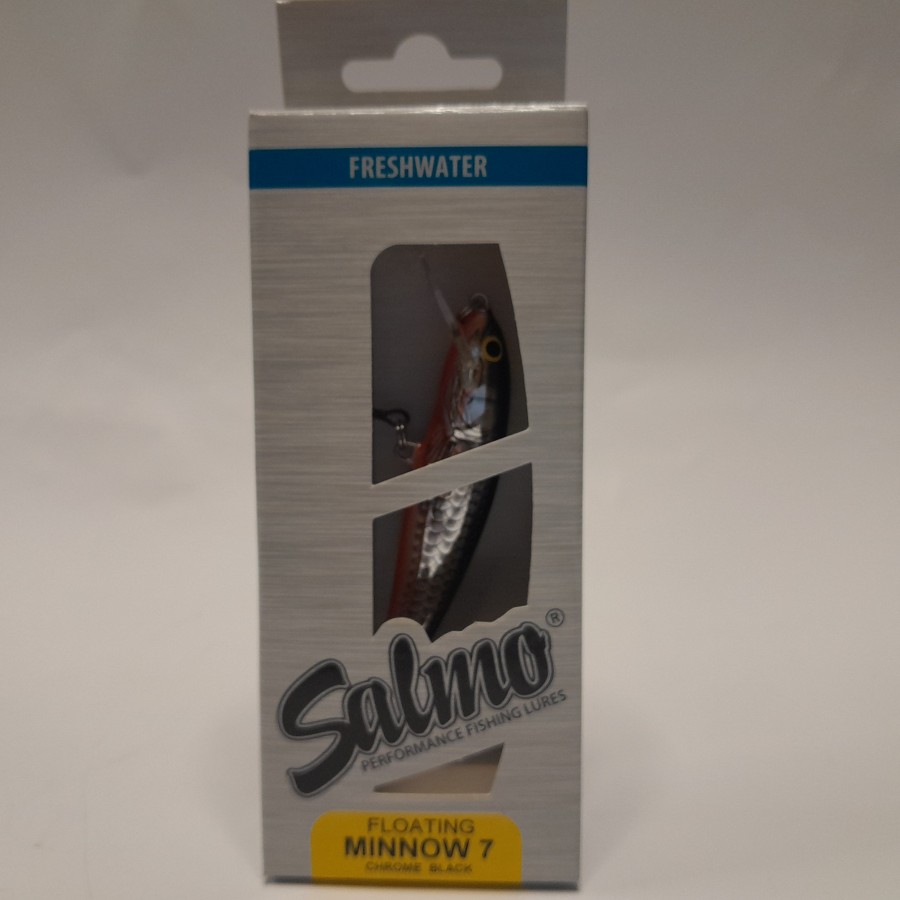 FRESHWATER
Salmo®
PERFORMANCE FISHING LURES
FLOATING
MINNOW 7
CHROME BLACK